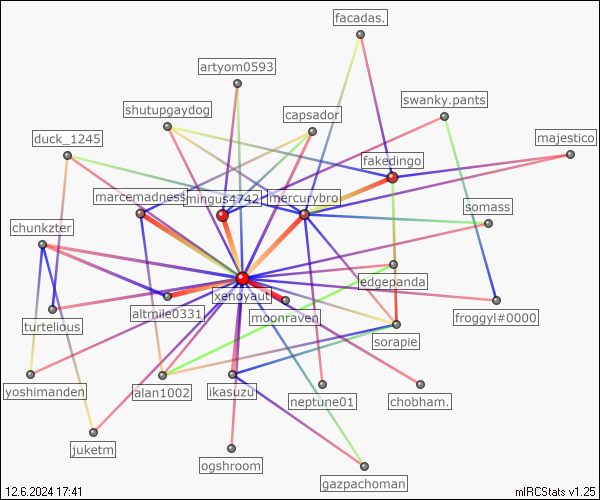 facadas.
artyom0593
swanky.pants
shutupgaydog
capsador
majestico
duck_1245
fakedingo
marcemadness
mingus4742
mercurybro
somass
chunkzter
edgepanda
xenoyaut
altmile0331
moonraven
froggyl#0000
turtelious
sorapie
yoshimanden
alan1002
ikasuzu
neptune01
chobham.
juketm
ogshroom
gazpachoman
12.6.2024 17:41
mIRCStats v1.25